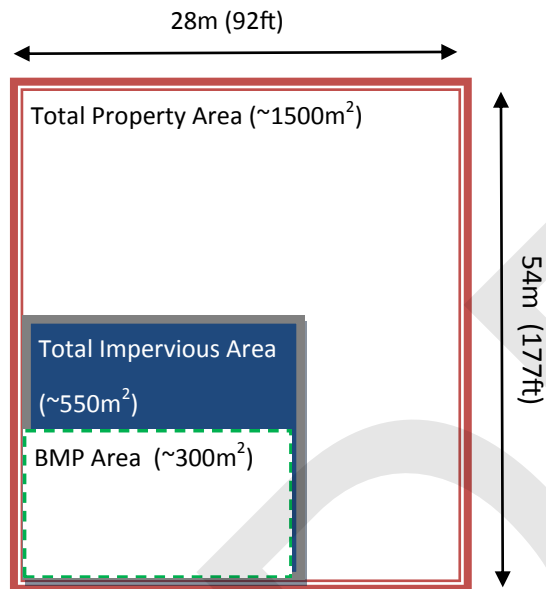 28m (92ft)
Total Property Area (~1500m²)
54m (177ft)
Total Impervious Area
(~550m²)
BMP Area (~300m²)